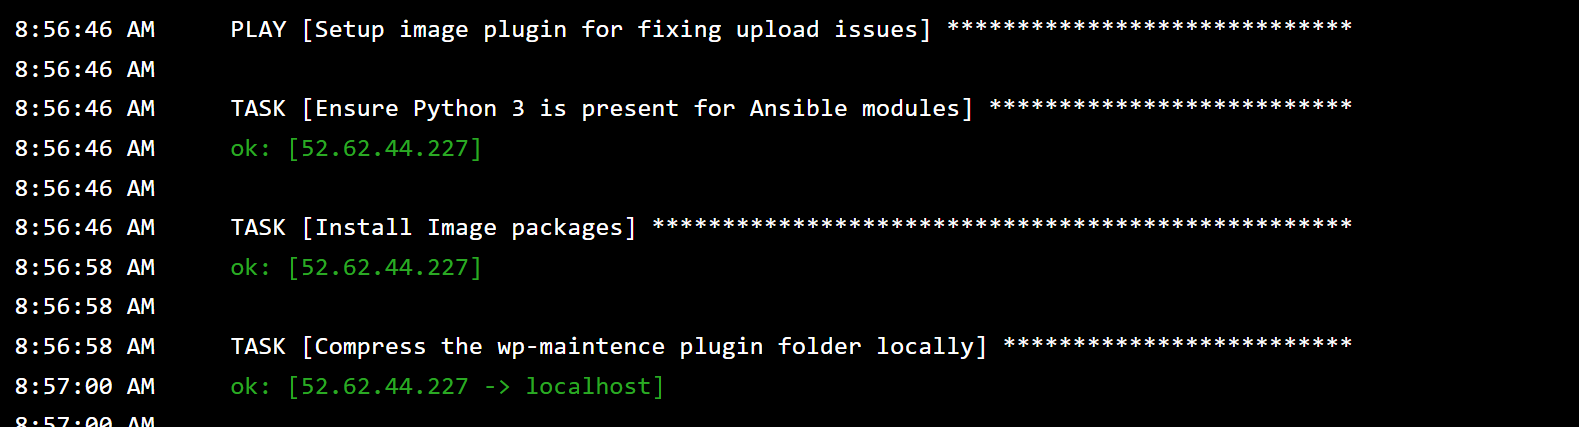 8:56:46 AM PLAY [Setup image plugin for fixing upload issues] *****************************
8:56:46 AM
8:56:46 AM TASK [Ensure Python 3 is present for Ansible modules] **************************
8:56:46 AM ok: [52.62.44.227]
8:56:46 AM
8:56:46 AM TASK [Install Image packages] **************************************************
8:56:58 AM ok: [52.62.44.227]
8:56:58 AM
8:56:58 AM TASK [Compress the wp-maintence plugin folder locally] *************************
8:57:00 AM ok: [52.62.44.227 -> localhost]
8:57:00 AM